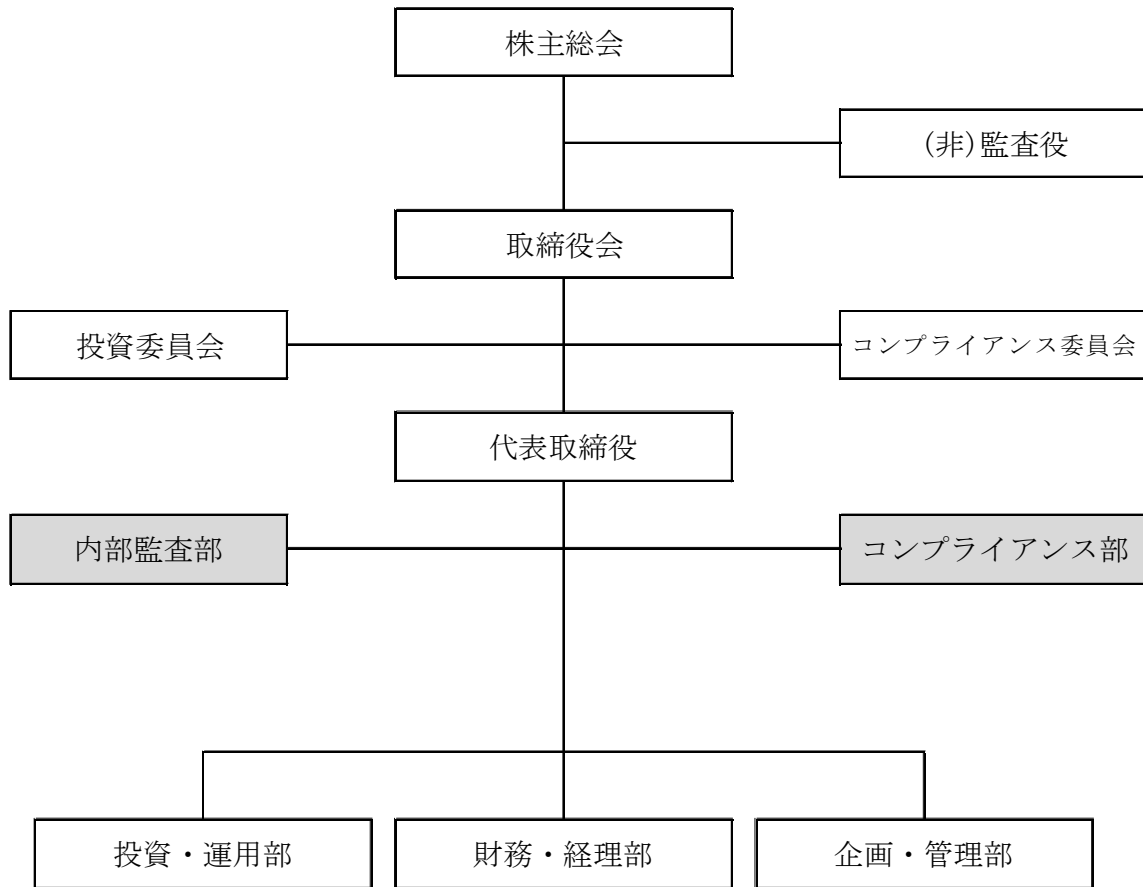 株主総会
(非)監査役
取締役会
投資委員会
コンプライアンス委員会
代表取締役
内部監査部
コンプライアンス部
投資・運用部
財務・経理部
企画・管理部